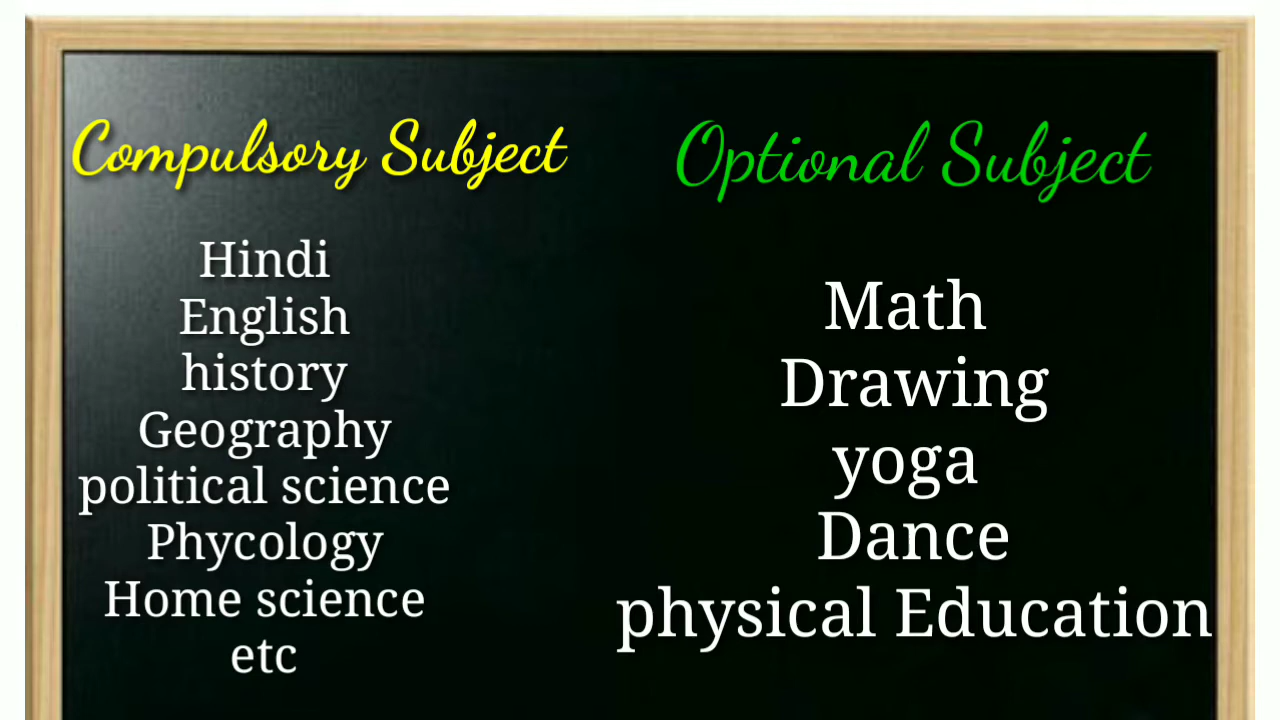 Compulsory Subject
Hindi
English
history
Geography
political science
Phycology
Home science
etc
Optional Subject
Math
Drawing
yoga
Dance
physical Education